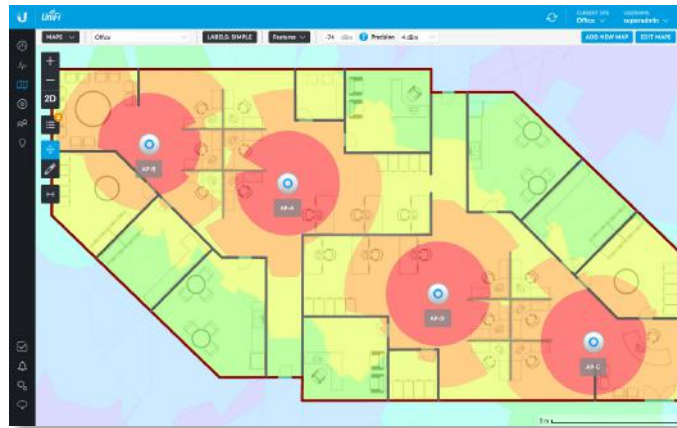 UniFi
CURRENT SITE
Office
USERNAME
superadmin
MAPS
Office
LABELS: SIMPLE
Features
-74 dBm
Precision 4 dBm
ADD NEW MAP
EDIT MAPS
2D
AP-B
AP-A
AP-D
AP-C
5 m